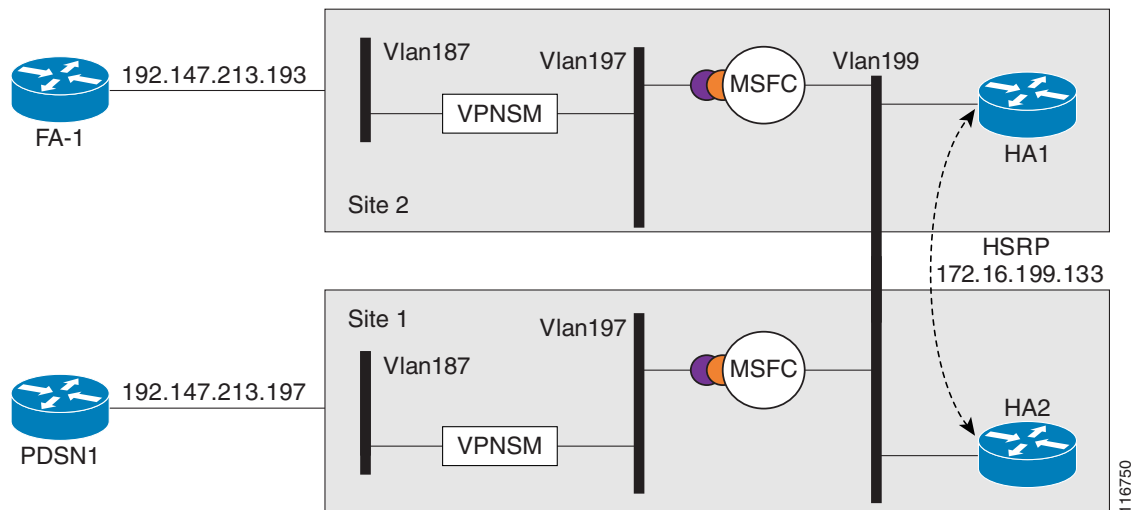 Vlan187
Vlan197
Vlan199
192.147.213.193
MSFC
VPNSM
FA-1
HA1
Site 2
HSRP
172.16.199.133
Site 1
Vlan197
Vlan187
MSFC
192.147.213.197
HA2
VPNSM
PDSN1
116750